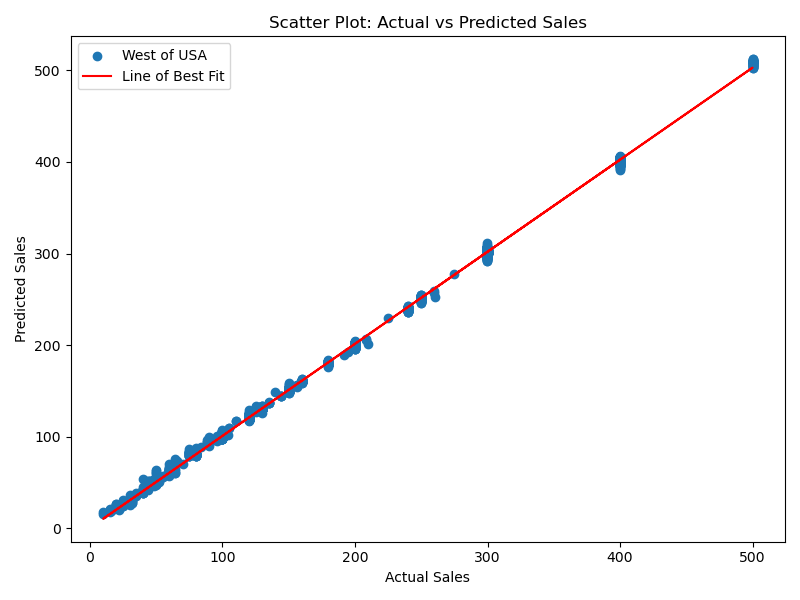 Scatter Plot: Actual vs Predicted Sales
West of USA
Line of Best Fit
500
400
300
200
100
0
Predicted Sales
0 100 200 300 400 500
Actual Sales